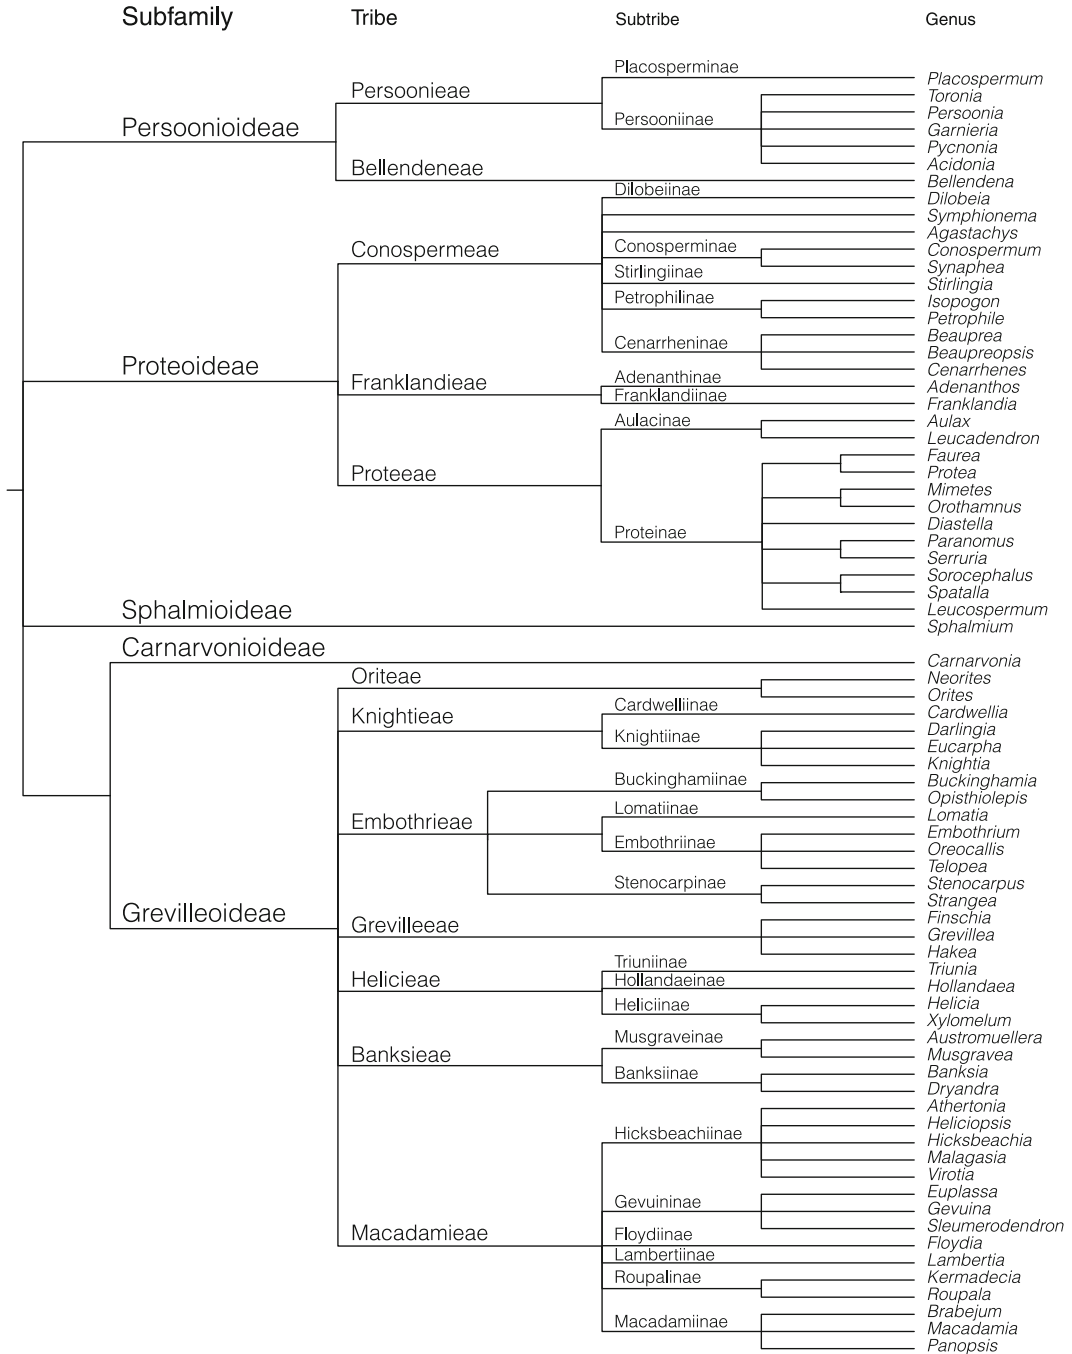 Subfamily Tribe Subtribe Genus
Placosperminae
Placospermum
Persoonieae
Toronia
Persoonia
Persooniinae
Garnieria
Persoonioideae
Pycnonia
Acidonia
Bellendeneae
Bellendena
Dilobeiinae
Dilobeia
Symphionema
Agastachys
Conospermeae
Conosperminae
Conospermum
Synaphea
Stirlingiinae
Stirlingia
Petrophilinae
Isopogon
Petrophile
Beauprea
Cenarrheninae
Beaupreopsis
Proteoideae
Cenarrhenes
Franklandieae
Adenanthinae
Adenanthos
Franklandiinae
Franklandia
Aulacinae
Aulax
Leucadendron
Faurea
Proteeae
Protea
Mimetes
Orothamnus
Diastella
Proteinae
Paranomus
Serruria
Sorocephalus
Spatalla
Sphalmioideae
Leucospermum
Sphalmium
Carnarvonioideae
Carnarvonia
Oriteae
Neorites
Orites
Cardwelliinae
Cardwellia
Knightieae
Darlingia
Knightiinae
Eucarpha
Knightia
Buckinghamiinae
Buckinghamia
Opisthiolepis
Lomatiinae
Lomatia
Embothrieae
Embothrium
Embothriinae
Oreocallis
Telopea
Stenocarpinae
Stenocarpus
Strangea
Grevilleoideae
Finschia
Grevilleeae
Grevillea
Hakea
Triuniinae
Triunia
Helicieae
Hollandaeinae
Hollandaea
Heliciinae
Helicia
Xylomelum
Musgraveinae
Austromuellera
Banksieae
Musgravea
Banksiinae
Banksia
Dryandra
Athertonia
Heliciopsis
Hicksbeachiinae
Hicksbeachia
Malagasia
Virotia
Euplassa
Gevuininae
Gevuina
Sleumerodendron
Macadamieae
Floydiinae
Floydia
Lambertiinae
Lambertia
Roupalinae
Kermadecia
Roupala
Brabejum
Macadamiinae
Macadamia
Panopsis